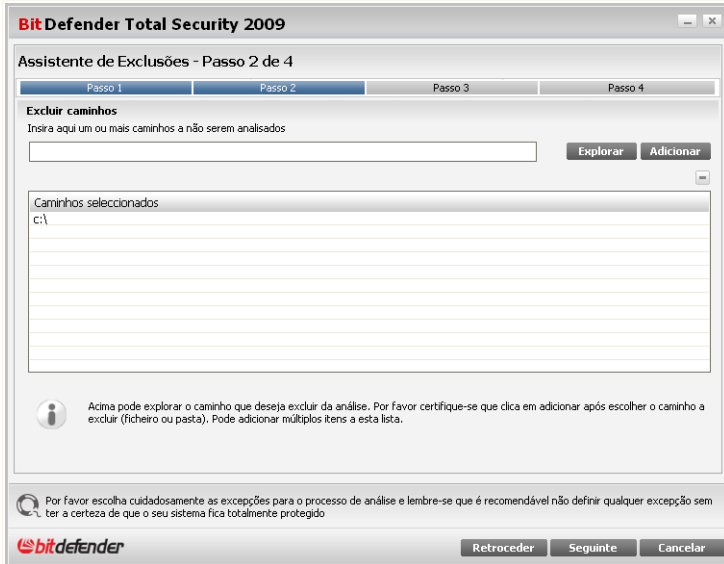 BitDefender Total Security 2009
Assistente de Exclusões - Passo 2 de 4
Passo 1 Passo 2 Passo 3 Passo 4
Excluir caminhos
Insira aqui um ou mais caminhos a não serem analisados
Explorar Adicionar
Caminhos seleccionados
c:\
Acima pode explorar o caminho que deseja excluir da análise. Por favor certifique-se que clica em adicionar após escolher o caminho a
excluir (ficheiro ou pasta). Pode adicionar múltiplos itens a esta lista.
Por favor escolha cuidadosamente as excepções para o processo de análise e lembre-se que é recomendável não definir qualquer excepção sem
ter a certeza de que o seu sistema fica totalmente protegido
bitdefender Retroceder Seguinte Cancelar